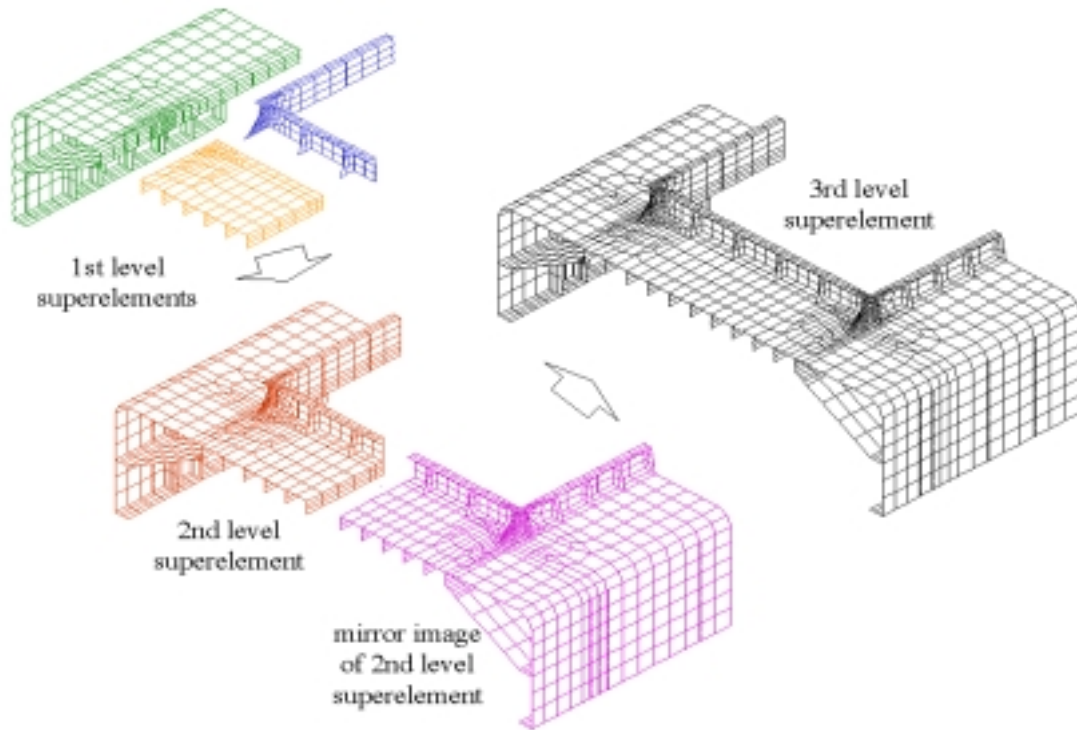 1st level
superelements
2nd level
superelement
mirror image
of 2nd level
superelement
3rd level
superelement